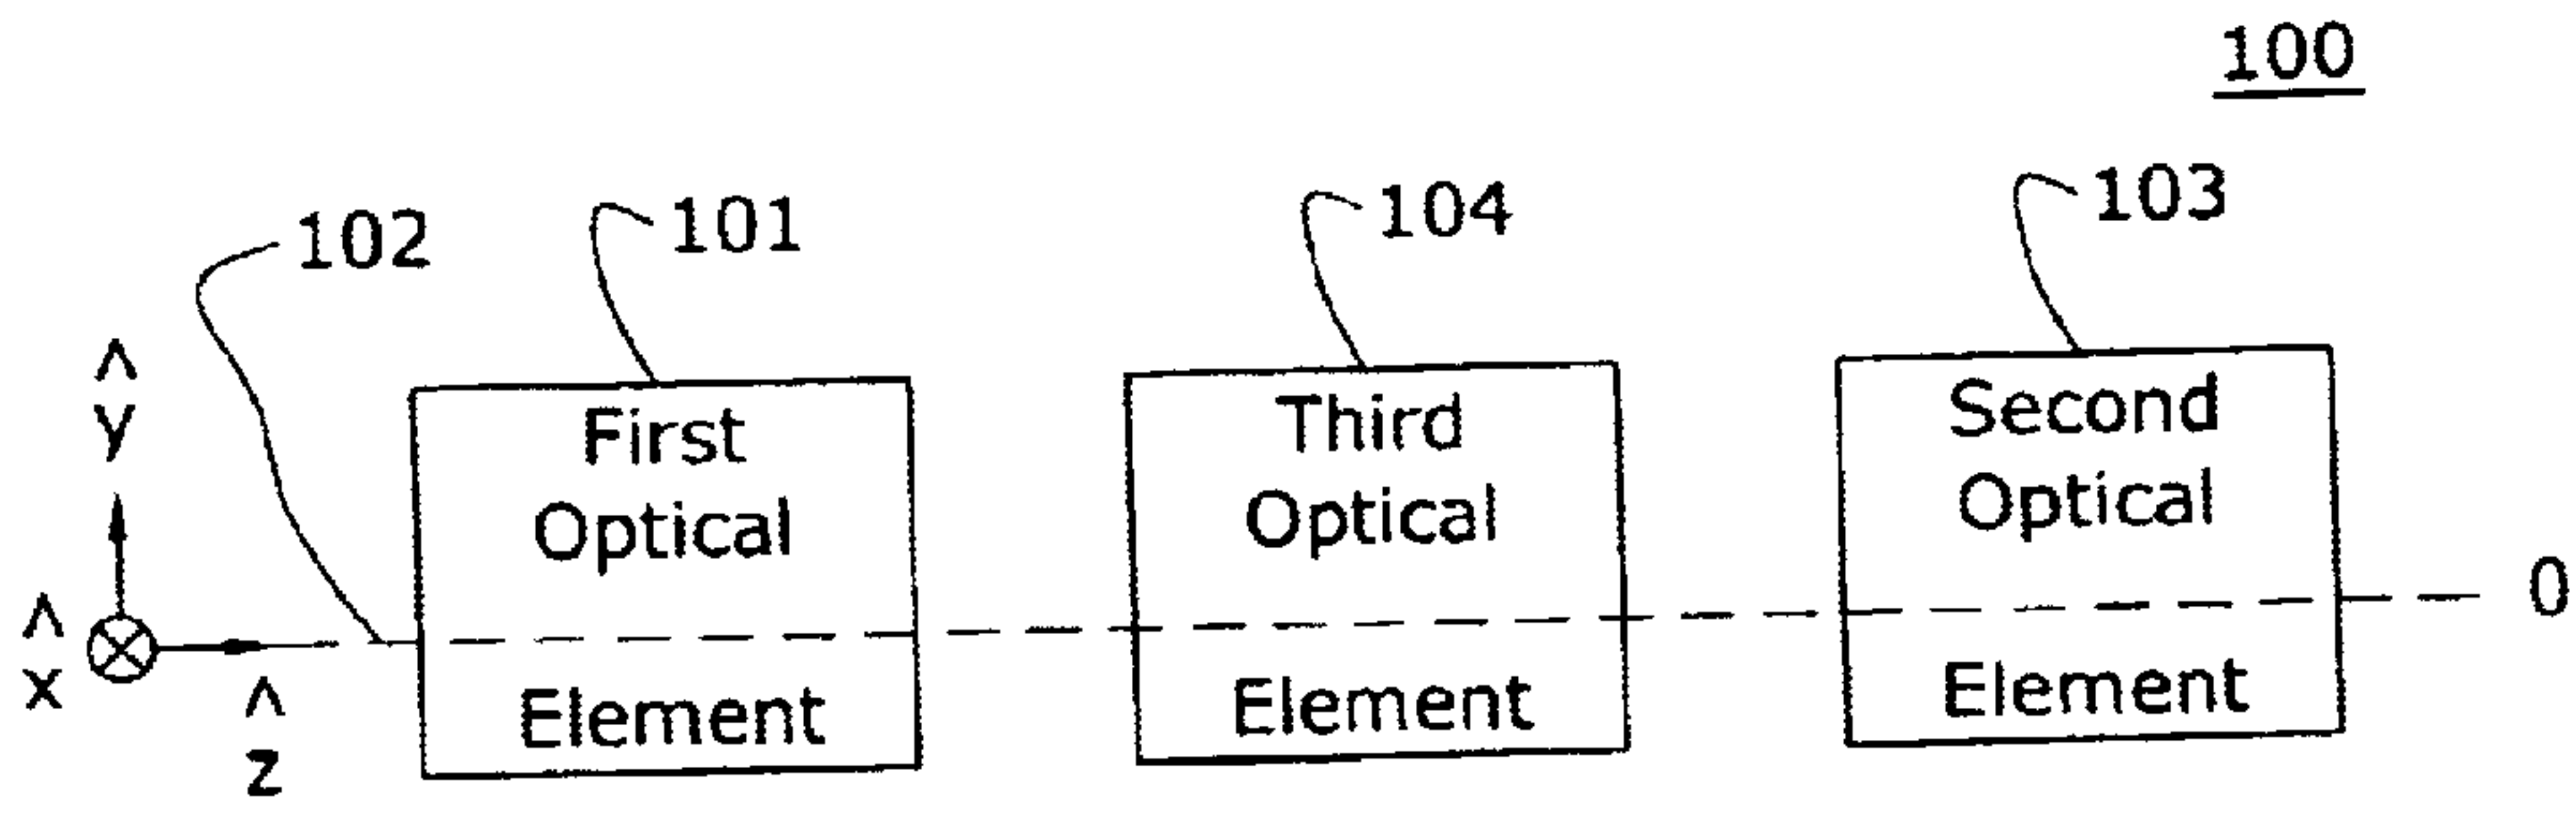 100
102
101
104
103
^
y
First
Optical
Element
Third
Optical
Element
Second
Optical
Element
0
^
x
^
z